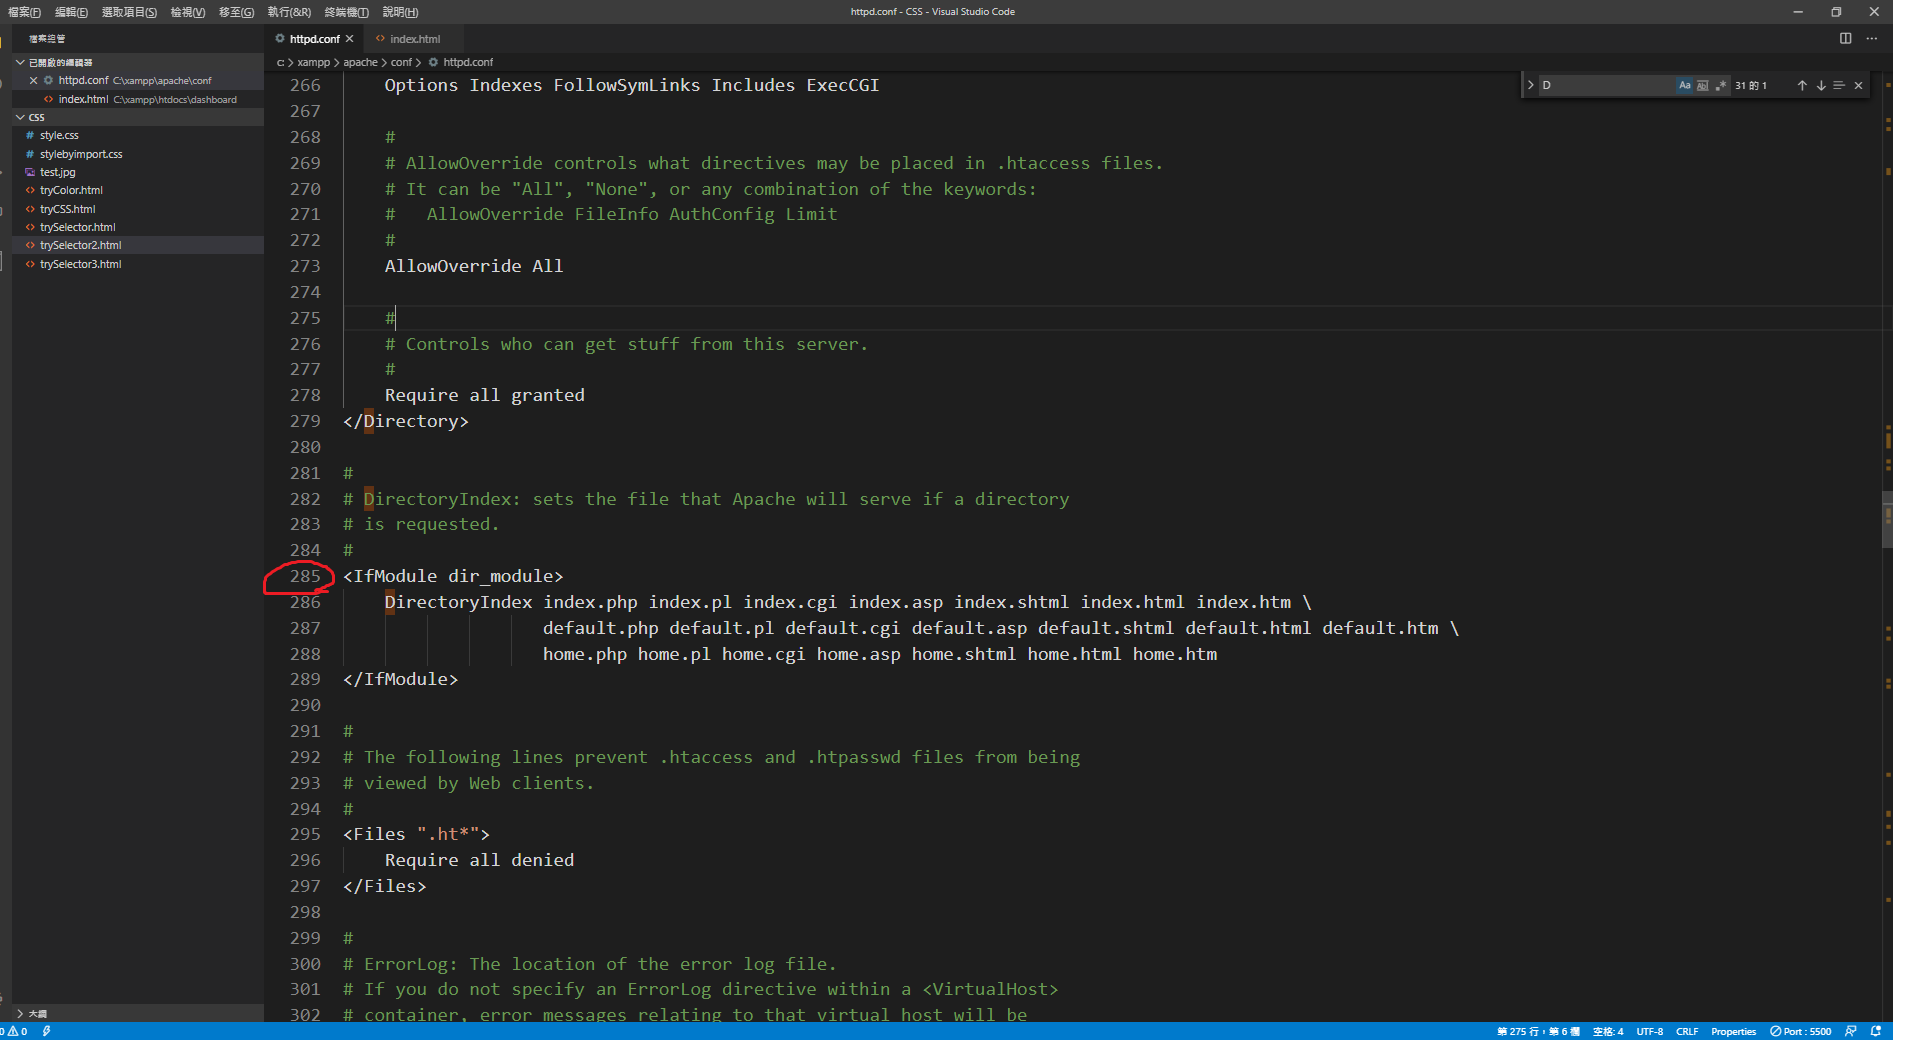 檔案(F) 編輯(E) 選取項目(S) 檢視(V) 移至(G) 執行(&R) 終端機(T) 說明(H)
httpd.conf - CSS - Visual Studio Code
檔案總管
httpd.conf
index.html
已開啟的編輯器
httpd.conf C:\xampp\apache\conf
index.html C:\xampp\htdocs\dashboard
CSS
style.css
stylebyimport.css
test.jpg
tryColor.html
tryCSS.html
trySelector.html
trySelector2.html
trySelector3.html
大綱
C: > xampp > apache > conf > httpd.conf
D
Aa
31 的 1
266 Options Indexes FollowSymLinks Includes ExecCGI
267
268 #
269 # AllowOverride controls what directives may be placed in .htaccess files.
270 # It can be "All", "None", or any combination of the keywords:
271 #   AllowOverride FileInfo AuthConfig Limit
272 #
273 AllowOverride All
274
275 #
276 # Controls who can get stuff from this server.
277 #
278 Require all granted
279 </Directory>
280
281 #
282 # DirectoryIndex: sets the file that Apache will serve if a directory
283 # is requested.
284 #
285 <IfModule dir_module>
286 DirectoryIndex index.php index.pl index.cgi index.asp index.shtml index.html index.htm \
287 default.php default.pl default.cgi default.asp default.shtml default.html default.htm \
288 home.php home.pl home.cgi home.asp home.shtml home.html home.htm
289 </IfModule>
290
291 #
292 # The following lines prevent .htaccess and .htpasswd files from being
293 # viewed by Web clients.
294 #
295 <Files ".ht*">
296 Require all denied
297 </Files>
298
299 #
300 # ErrorLog: The location of the error log file.
301 # If you do not specify an ErrorLog directive within a <VirtualHost>
302 # container, error messages relating to that virtual host will be
0 0
第 275 行，第 6 欄 空格: 4 UTF-8 CRLF Properties Port : 5500